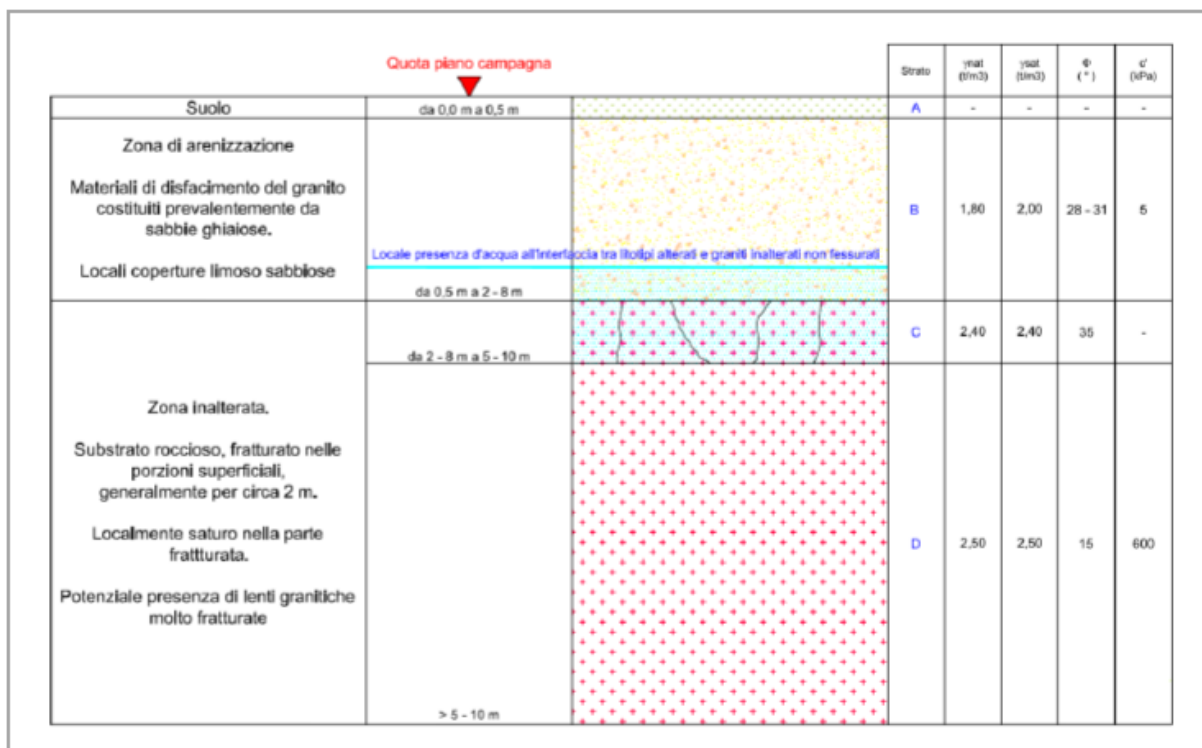 Quota piano campagna
Strato
γnat
(t/m3)
γsat
(t/m3)
Φ
( ° )
c'
(kPa)
Suolo
da 0,0 m a 0,5 m
A
-
-
-
-
Zona di arenizzazione
Materiali di disfacimento del granito
costituiti prevalentemente da
sabbie ghiaiose.
Locali coperture limoso sabbiose
Locale presenza d'acqua all'interfaccia tra litotipi alterati e graniti inalterati non fessurati
da 0,5 m a 2 - 8 m
B
1,80
2,00
28 - 31
5
da 2 - 8 m a 5 - 10 m
C
2,40
2,40
35
-
Zona inalterata.
Substrato roccioso, fratturato nelle
porzioni superficiali,
generalmente per circa 2 m.
Localmente saturo nella parte
frattturata.
Potenziale presenza di lenti granitiche
molto fratturate
> 5 - 10 m
D
2,50
2,50
15
600